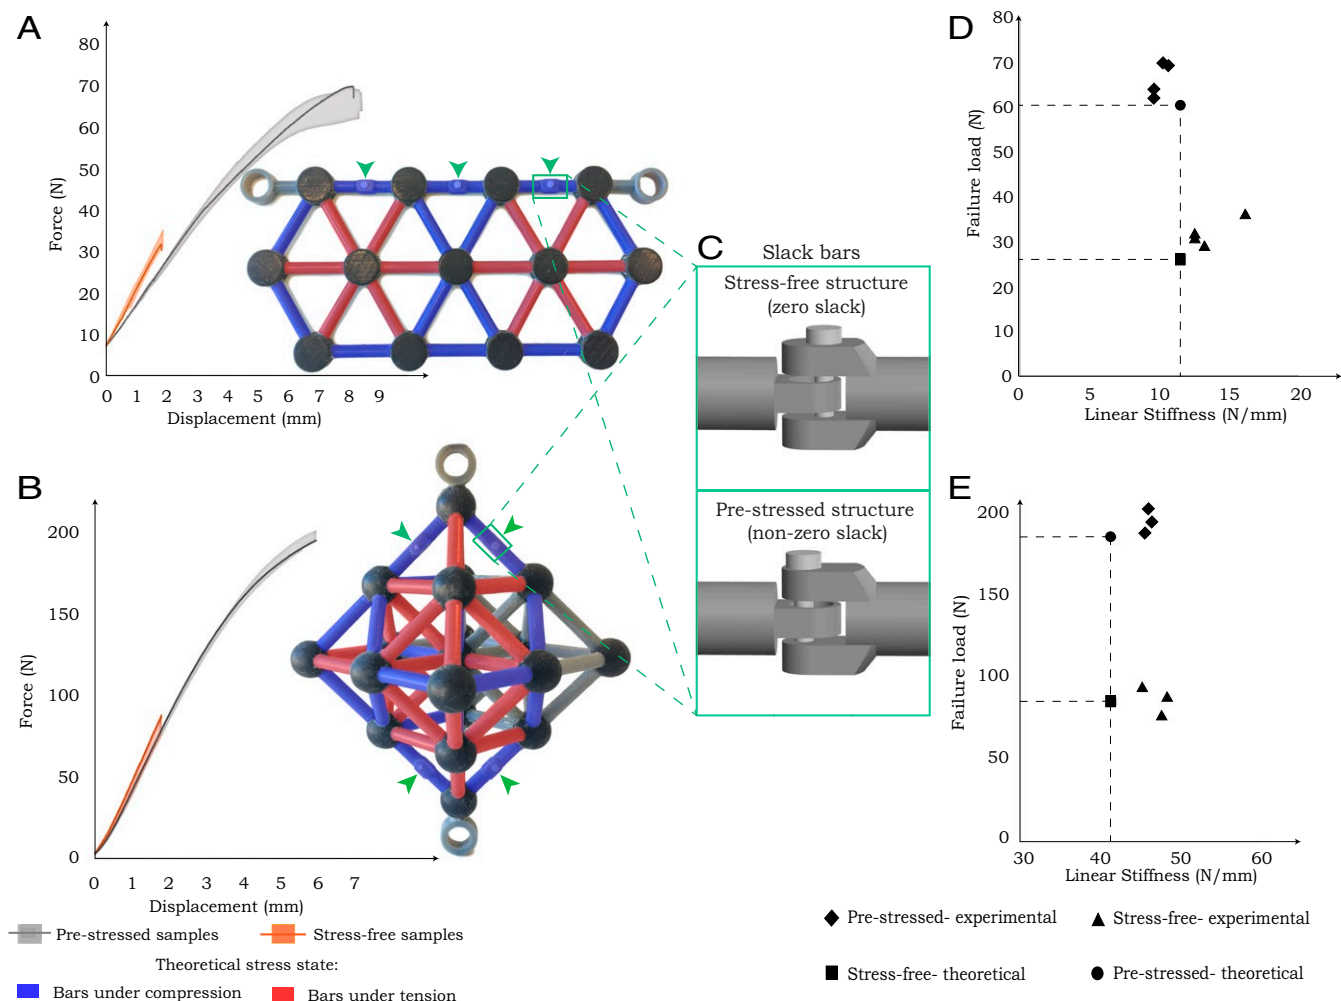 A
80
70
60
50
40
30
20
10
0
Force (N)
1 2 3 4 5 6 7 8 9
Displacement (mm)
B
200
150
100
50
0
Force (N)
0 1 2 3 4 5 6 7
Displacement (mm)
C
Slack bars
Stress-free structure
(zero slack)
Pre-stressed structure
(non-zero slack)
D
80
70
60
50
40
30
20
10
0
Failure load (N)
0 5 10 15 20
Linear Stiffness (N/mm)
E
200
150
100
50
0
Failure load (N)
30 40 50 60
Linear Stiffness (N/mm)
Pre-stressed samples
Stress-free samples
Theoretical stress state:
Bars under compression
Bars under tension
Pre-stressed- experimental
Stress-free- experimental
Stress-free- theoretical
Pre-stressed- theoretical